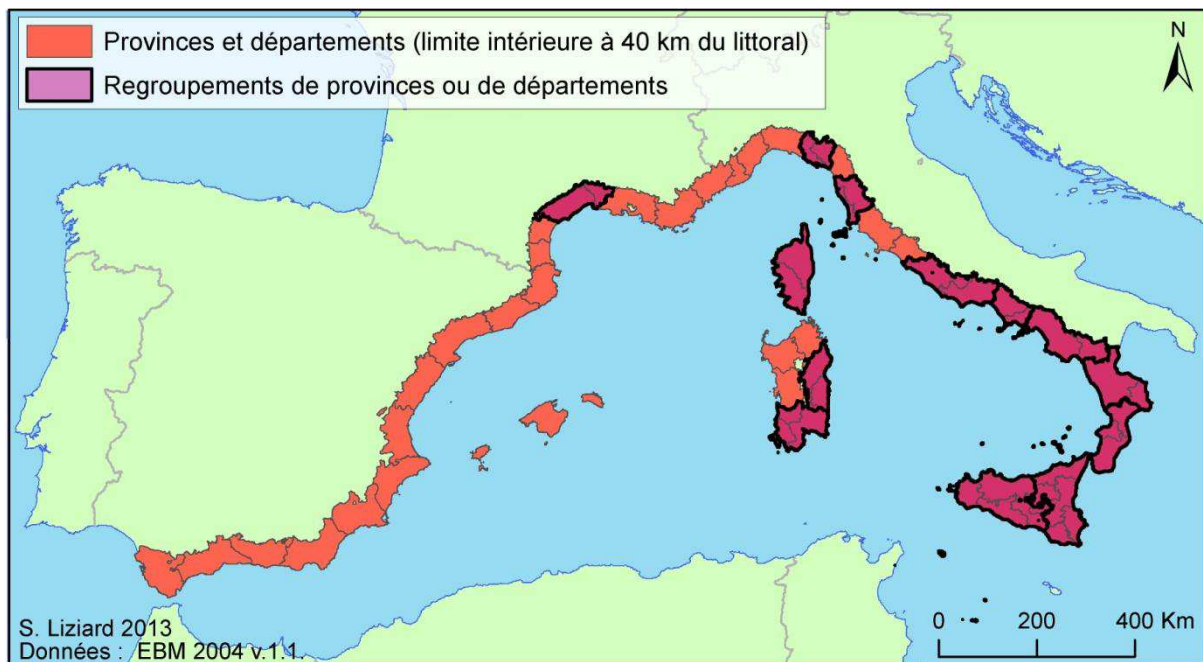 Provinces et départements (limite intérieure à 40 km du littoral)
Regroupements de provinces ou de départements
N
S. Liziard 2013
Données : EBM 2004 v.1.1.
0 200 400 Km